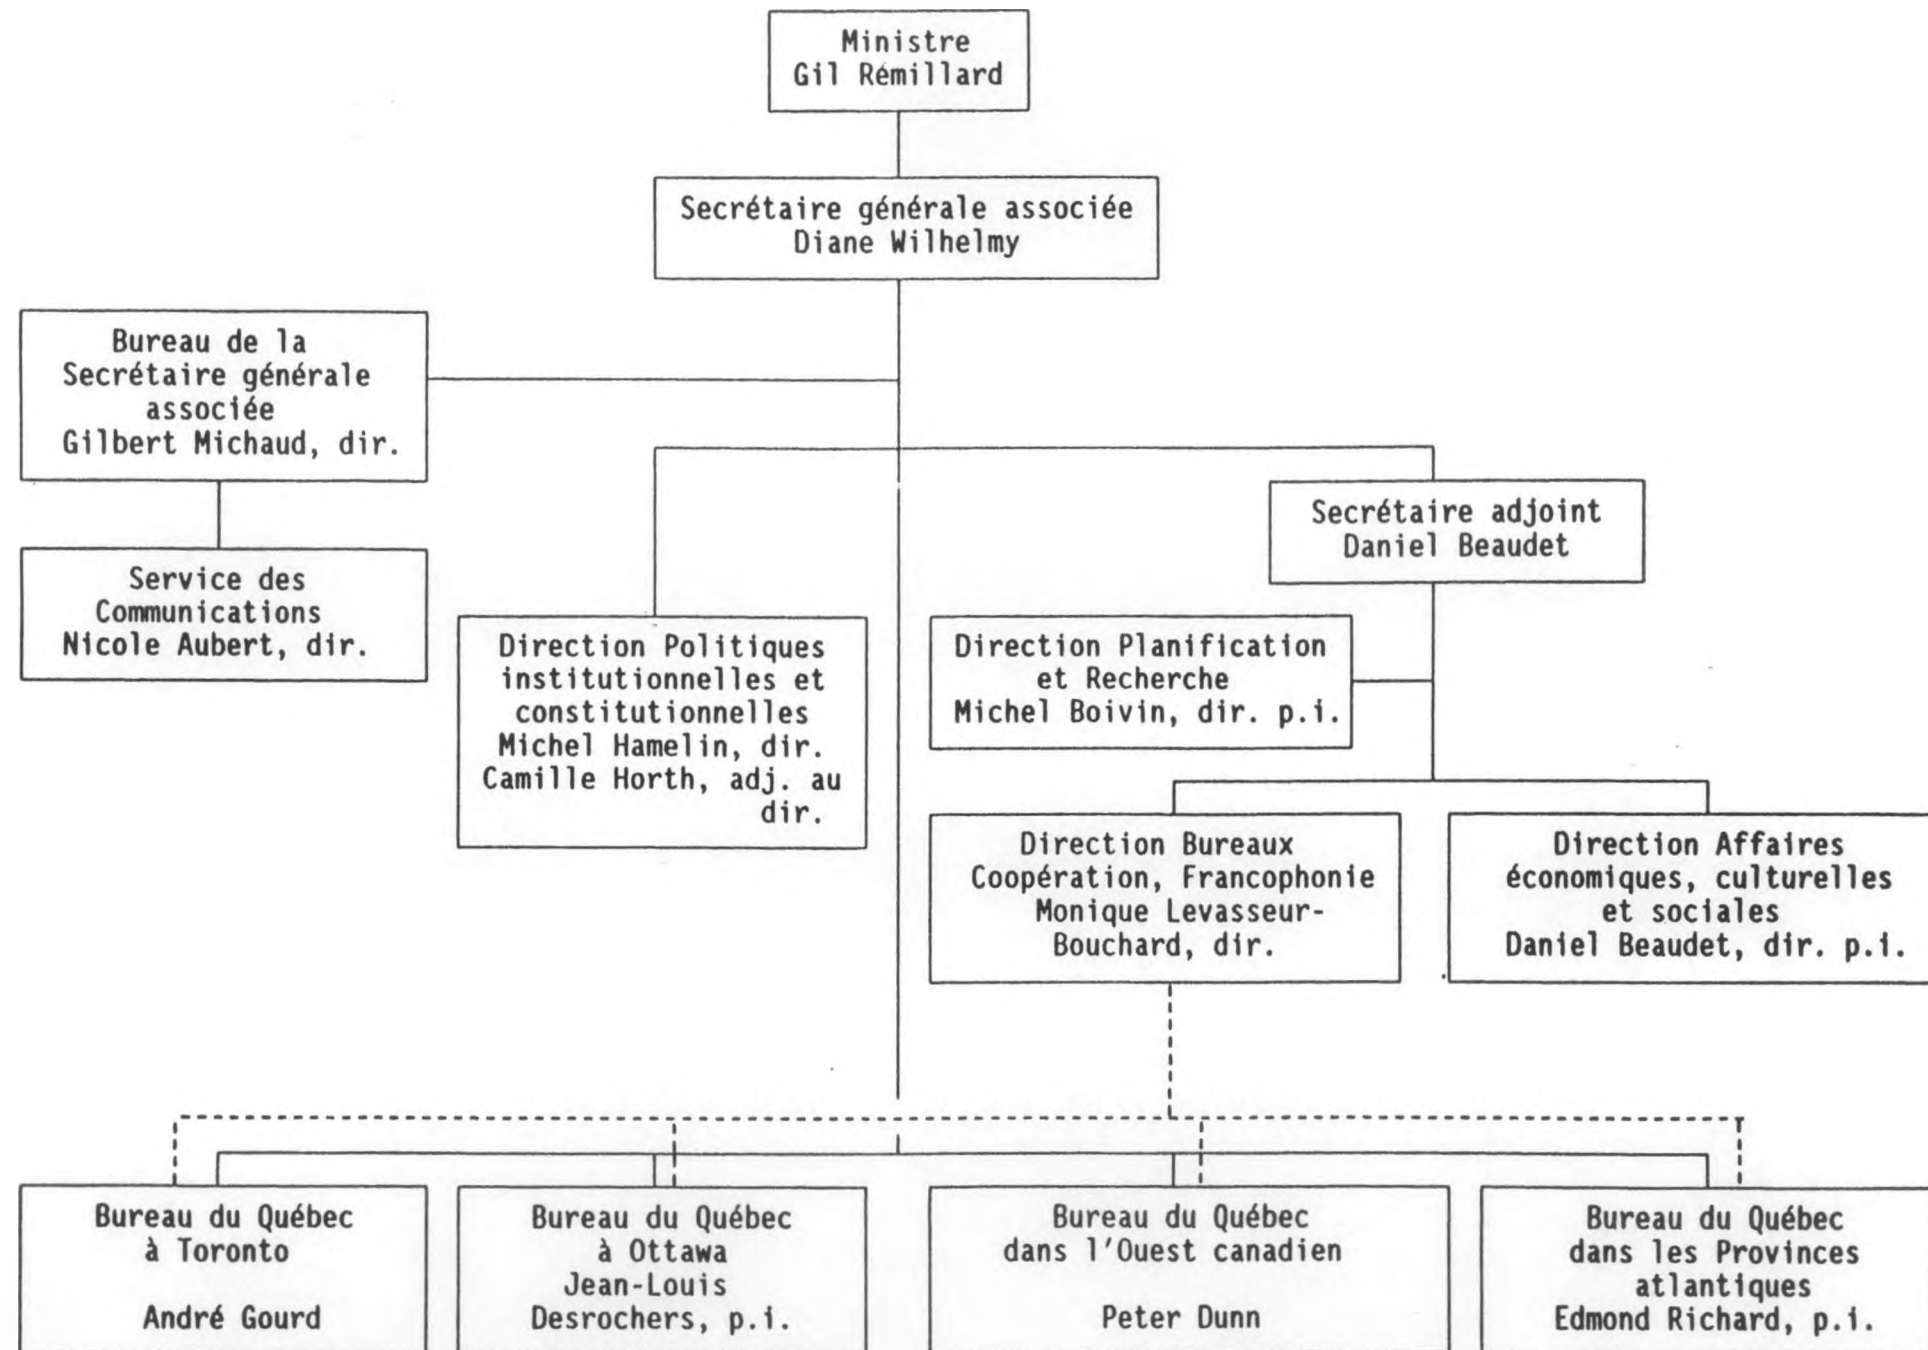 Ministre
Gil Rémillard
Secrétaire générale associée
Diane Wilhelmy
Bureau de la
Secrétaire générale
associée
Gilbert Michaud, dir.
Secrétaire adjoint
Daniel Beaudet
Service des
Communications
Nicole Aubert, dir.
Direction Politiques
institutionnelles et
constitutionnelles
Michel Hamelin, dir.
Camille Horth, adj. au
dir.
Direction Planification
et Recherche
Michel Boivin, dir. p.i.
Direction Bureaux
Coopération, Francophonie
Monique Levasseur-
Bouchard, dir.
Direction Affaires
économiques, culturelles
et sociales
Daniel Beaudet, dir. p.i.
Bureau du Québec
à Toronto
André Gourd
Bureau du Québec
à Ottawa
Jean-Louis
Desrochers, p.i.
Bureau du Québec
dans l'Ouest canadien
Peter Dunn
Bureau du Québec
dans les Provinces
atlantiques
Edmond Richard, p.i.